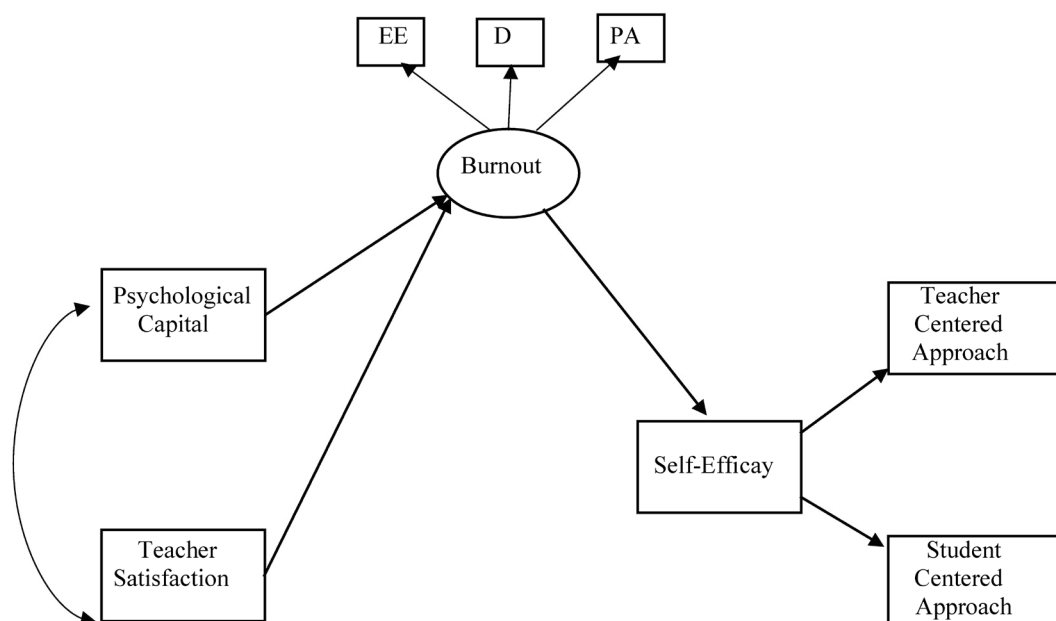 EE
D
PA
Burnout
Psychological
Capital
Teacher
Centered
Approach
Self-Efficay
Teacher
Satisfaction
Student
Centered
Approach